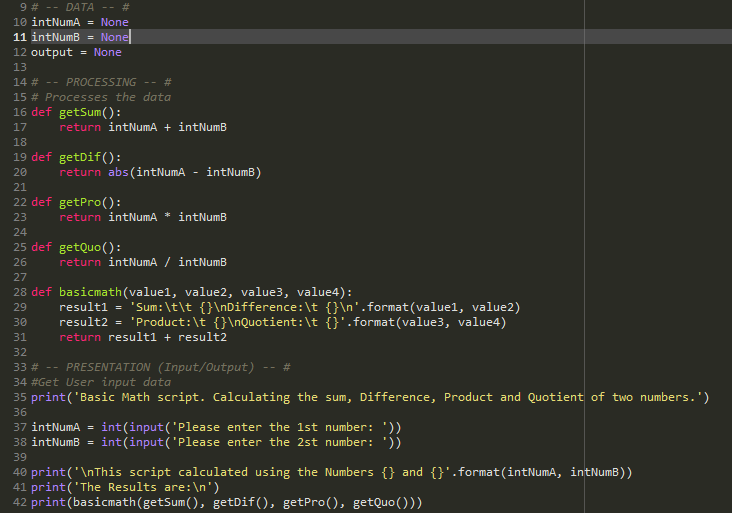 9 # -- DATA -- #
10 intNumA = None
11 intNumB = None
12 output = None
13
14 # -- PROCESSING -- #
15 # Processes the data
16 def getSum():
17     return intNumA + intNumB
18
19 def getDif():
20     return abs(intNumA - intNumB)
21
22 def getPro():
23     return intNumA * intNumB
24
25 def getQuo():
26     return intNumA / intNumB
27
28 def basicmath(value1, value2, value3, value4):
29     result1 = 'Sum:\t\t {}\nDifference:\t {}\n'.format(value1, value2)
30     result2 = 'Product:\t {}\nQuotient:\t {}'.format(value3, value4)
31     return result1 + result2
32
33 # -- PRESENTATION (Input/Output) -- #
34 #Get User input data
35 print('Basic Math script. Calculating the sum, Difference, Product and Quotient of two numbers.')
36
37 intNumA = int(input('Please enter the 1st number: '))
38 intNumB = int(input('Please enter the 2st number: '))
39
40 print('\nThis script calculated using the Numbers {} and {}'.format(intNumA, intNumB))
41 print('The Results are:\n')
42 print(basicmath(getSum(), getDif(), getPro(), getQuo()))